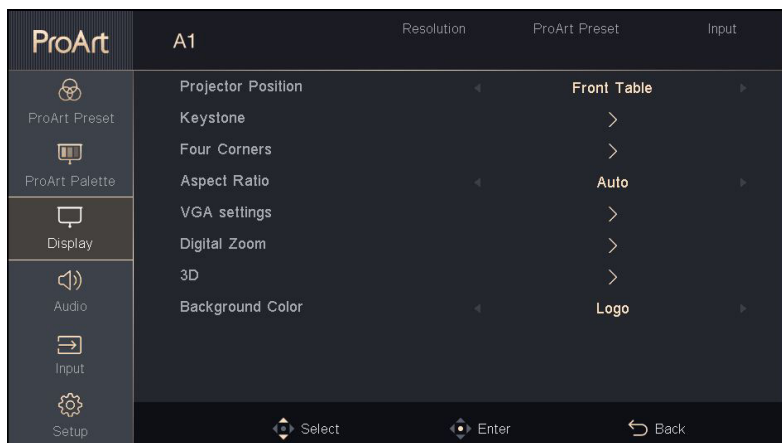 ProArt
A1
Resolution
ProArt Preset
Input
ProArt Preset
ProArt Palette
Display
Audio
Input
Setup
Projector Position Front Table
Keystone
Four Corners
Aspect Ratio Auto
VGA settings
Digital Zoom
3D
Background Color Logo
Select
Enter
Back